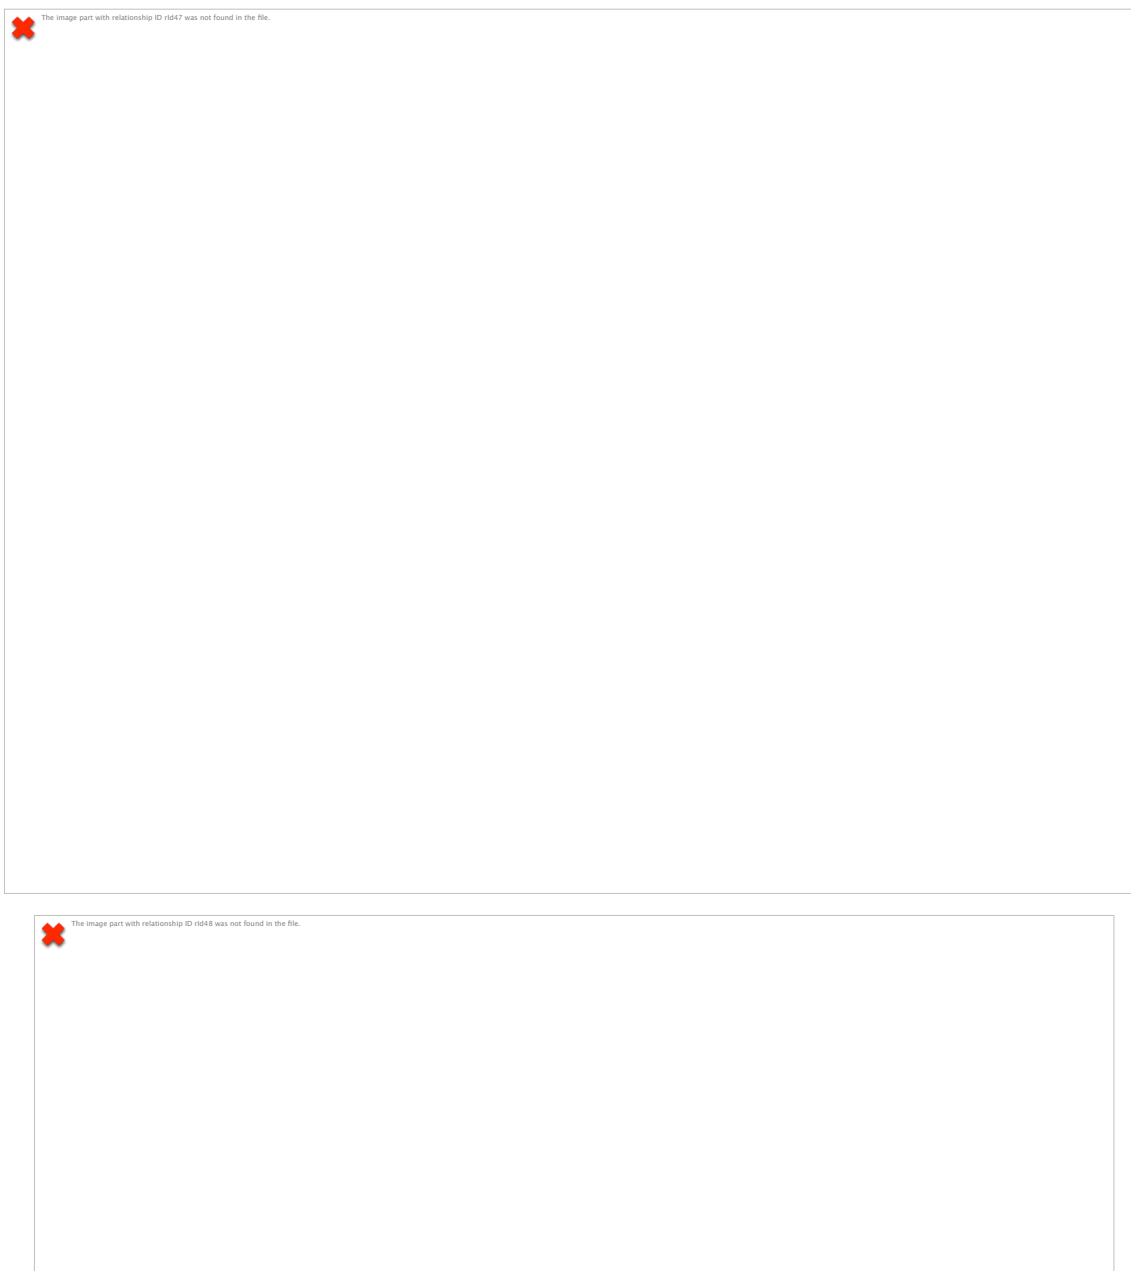 The image part with relationship ID rId47 was not found in the file.
The image part with relationship ID rId48 was not found in the file.